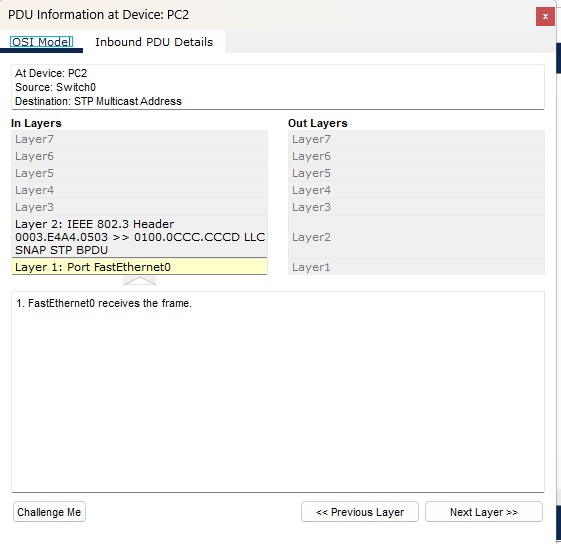 PDU Information at Device: PC2
x
OSI Model
Inbound PDU Details
At Device: PC2
Source: Switch0
Destination: STP Multicast Address
In Layers
Layer7
Layer6
Layer5
Layer4
Layer3
Layer 2: IEEE 802.3 Header
0003.E4A4.0503 >> 0100.0CCC.CCCD LLC
SNAP STP BPDU
Layer 1: Port FastEthernet0
Out Layers
Layer7
Layer6
Layer5
Layer4
Layer3
Layer2
Layer1
1. FastEthernet0 receives the frame.
Challenge Me
<< Previous Layer
Next Layer >>